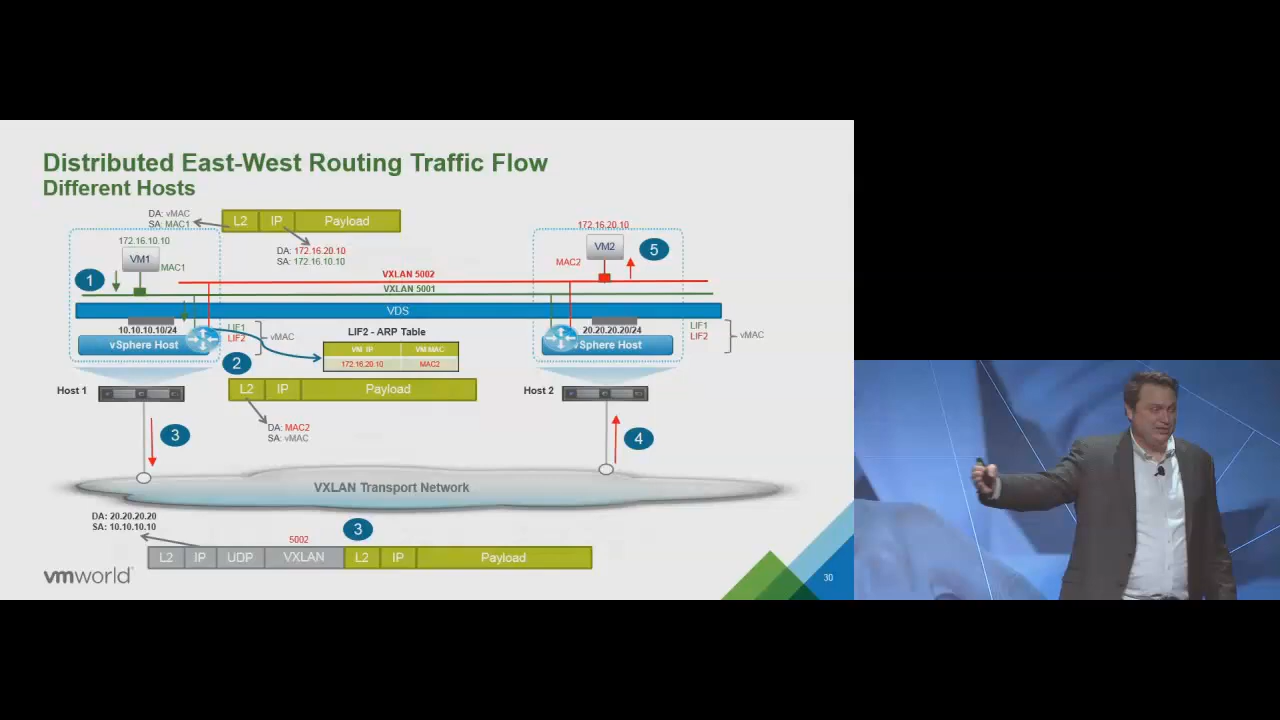 Distributed East-West Routing Traffic Flow
Different Hosts
DA: vMAC
SA: MAC1
L2 IP Payload
DA: 172.16.20.10
SA: 172.16.10.10
172.16.10.10
VM1
MAC1
1
172.16.20.10
VM2
MAC2
5
VXLAN 5002
VXLAN 5001
VDS
10.10.10.10/24
vSphere Host
LIF1
LIF2
vMAC
2
LIF2 - ARP Table
VM IP VM MAC
172.16.20.10 MAC2
20.20.20.20/24
vSphere Host
LIF1
LIF2
vMAC
Host 1
L2 IP Payload
DA: MAC2
SA: vMAC
Host 2
3
4
VXLAN Transport Network
DA: 20.20.20.20
SA: 10.10.10.10
5002
3
L2 IP UDP VXLAN L2 IP Payload
vmworld
30